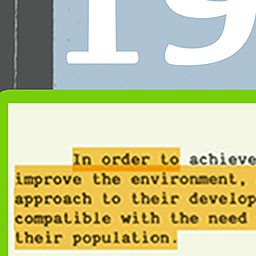 19
In order to achieve
improve the environment,
approach to their develop
compatible with the need
their population.